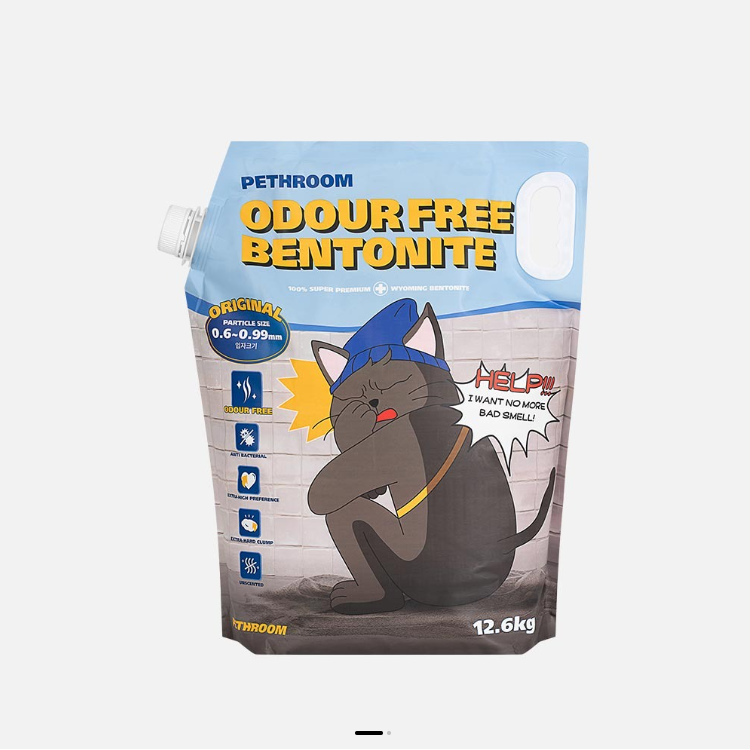 PETHROOM
ODOUR FREE
BENTONITE
100% SUPER PREMIUM WYOMING BENTONITE
ORIGINAL
PARTICLE SIZE
0.6~0.99mm
입자크기
ODOUR FREE
ANTI BACTERIAL
EXTRA HIGH PREFERENCE
EXTRA HARD CLUMP
UNSCENTED
HELP!!!
I WANT NO MORE
BAD SMELL!
PETHROOM
12.6kg